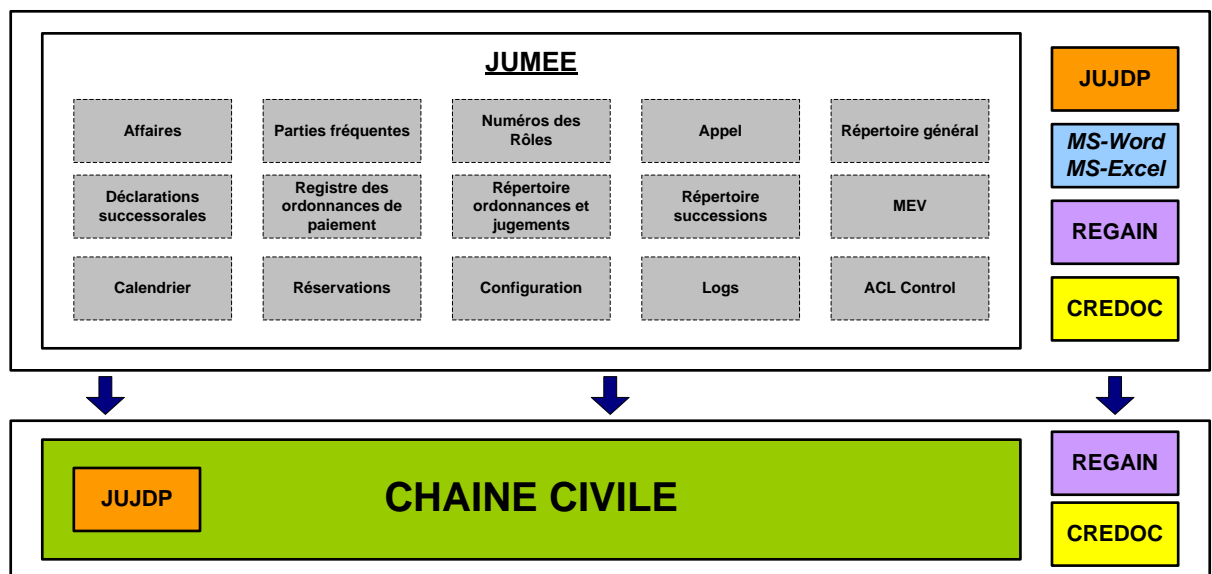 JUMEE
Affaires
Parties fréquentes
Numéros des
Rôles
Appel
Répertoire général
Déclarations
successorales
Registre des
ordonnances de
paiement
Répertoire
ordonnances et
jugements
Répertoire
successions
MEV
Calendrier
Réservations
Configuration
Logs
ACL Control
JUJDP
MS-Word
MS-Excel
REGAIN
CREDOC
JUJDP
CHAINE CIVILE
REGAIN
CREDOC